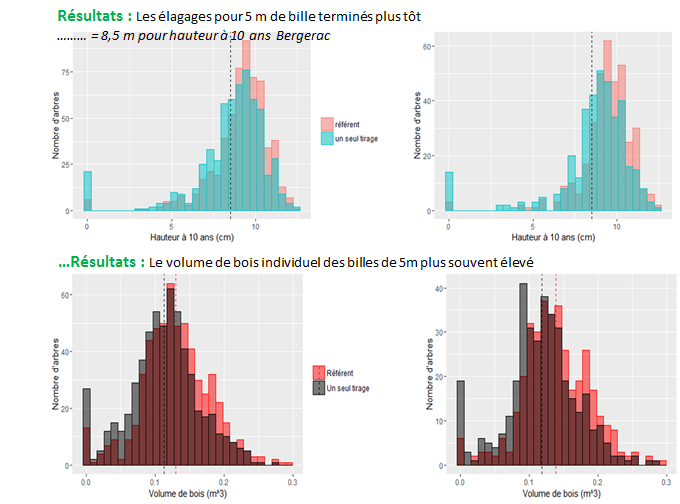 Résultats : Les élagages pour 5 m de bille terminés plus tôt
……… = 8,5 m pour hauteur à 10 ans Bergerac
Nombre d'arbres
75
50
25
0
0
5
10
Hauteur à 10 ans (cm)
référent
un seul tirage
Nombre d'arbres
60
40
20
0
0
5
10
Hauteur à 10 ans (cm)
...Résultats : Le volume de bois individuel des billes de 5m plus souvent élevé
Nombre d'arbres
60
40
20
0
0.0
0.1
0.2
0.3
Volume de bois (m^3)
Référent
Un seul tirage
Nombre d'arbres
40
30
20
10
0
0.0
0.1
0.2
0.3
Volume de bois (m^3)